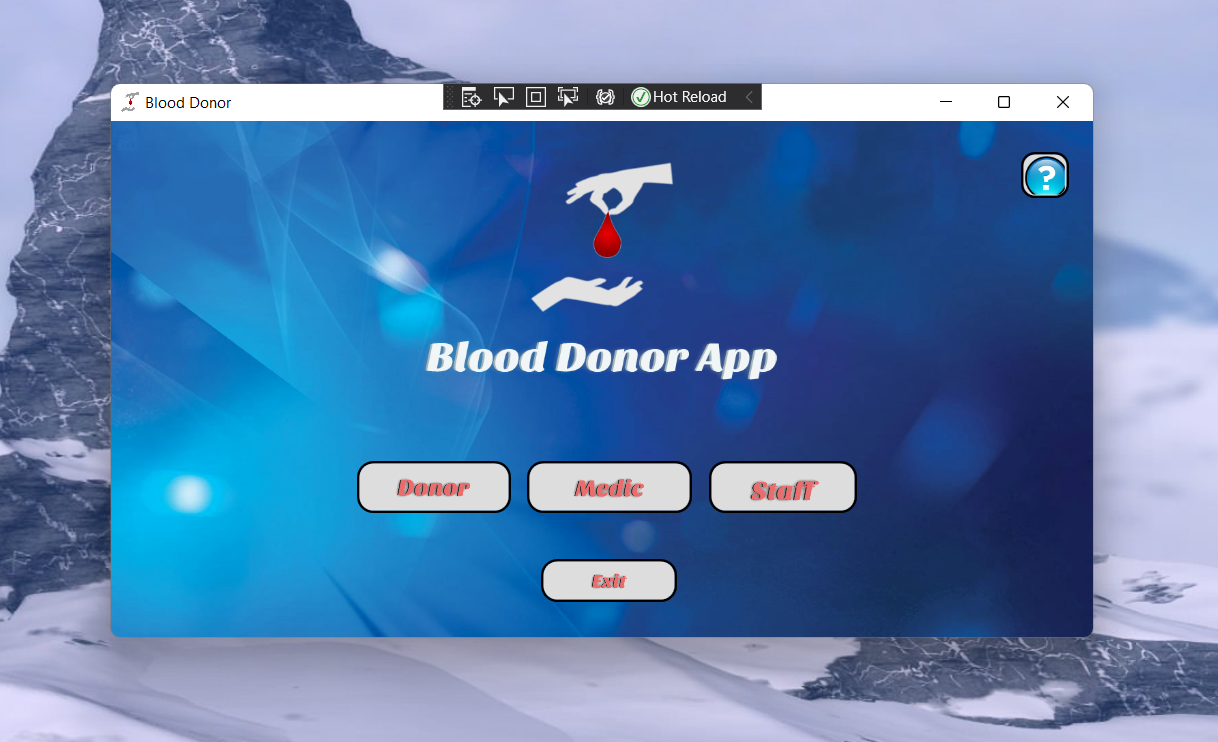 Blood Donor
Hot Reload
?
Blood Donor App
Donor
Medic
Staff
Exit